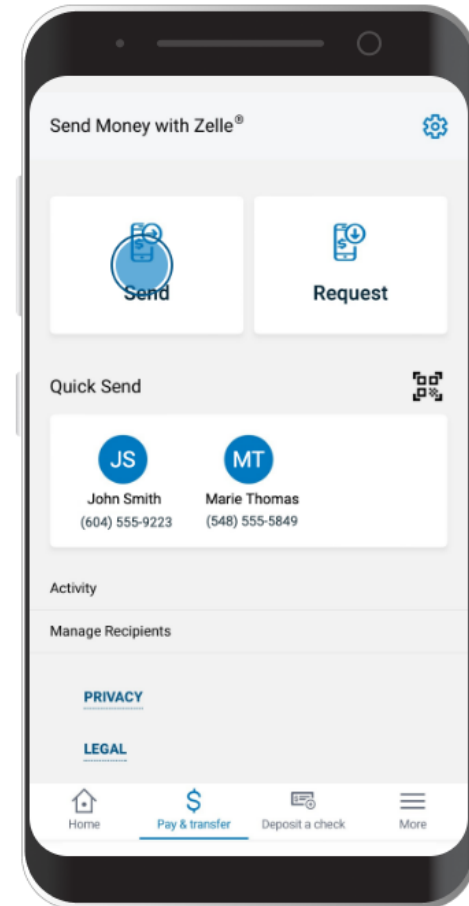 Send Money with Zelle®
Send
Request
Quick Send
JS
MT
John Smith
Marie Thomas
(604) 555-9223
(548) 555-5849
Activity
Manage Recipients
PRIVACY
LEGAL
Home
Pay & transfer
Deposit a check
More